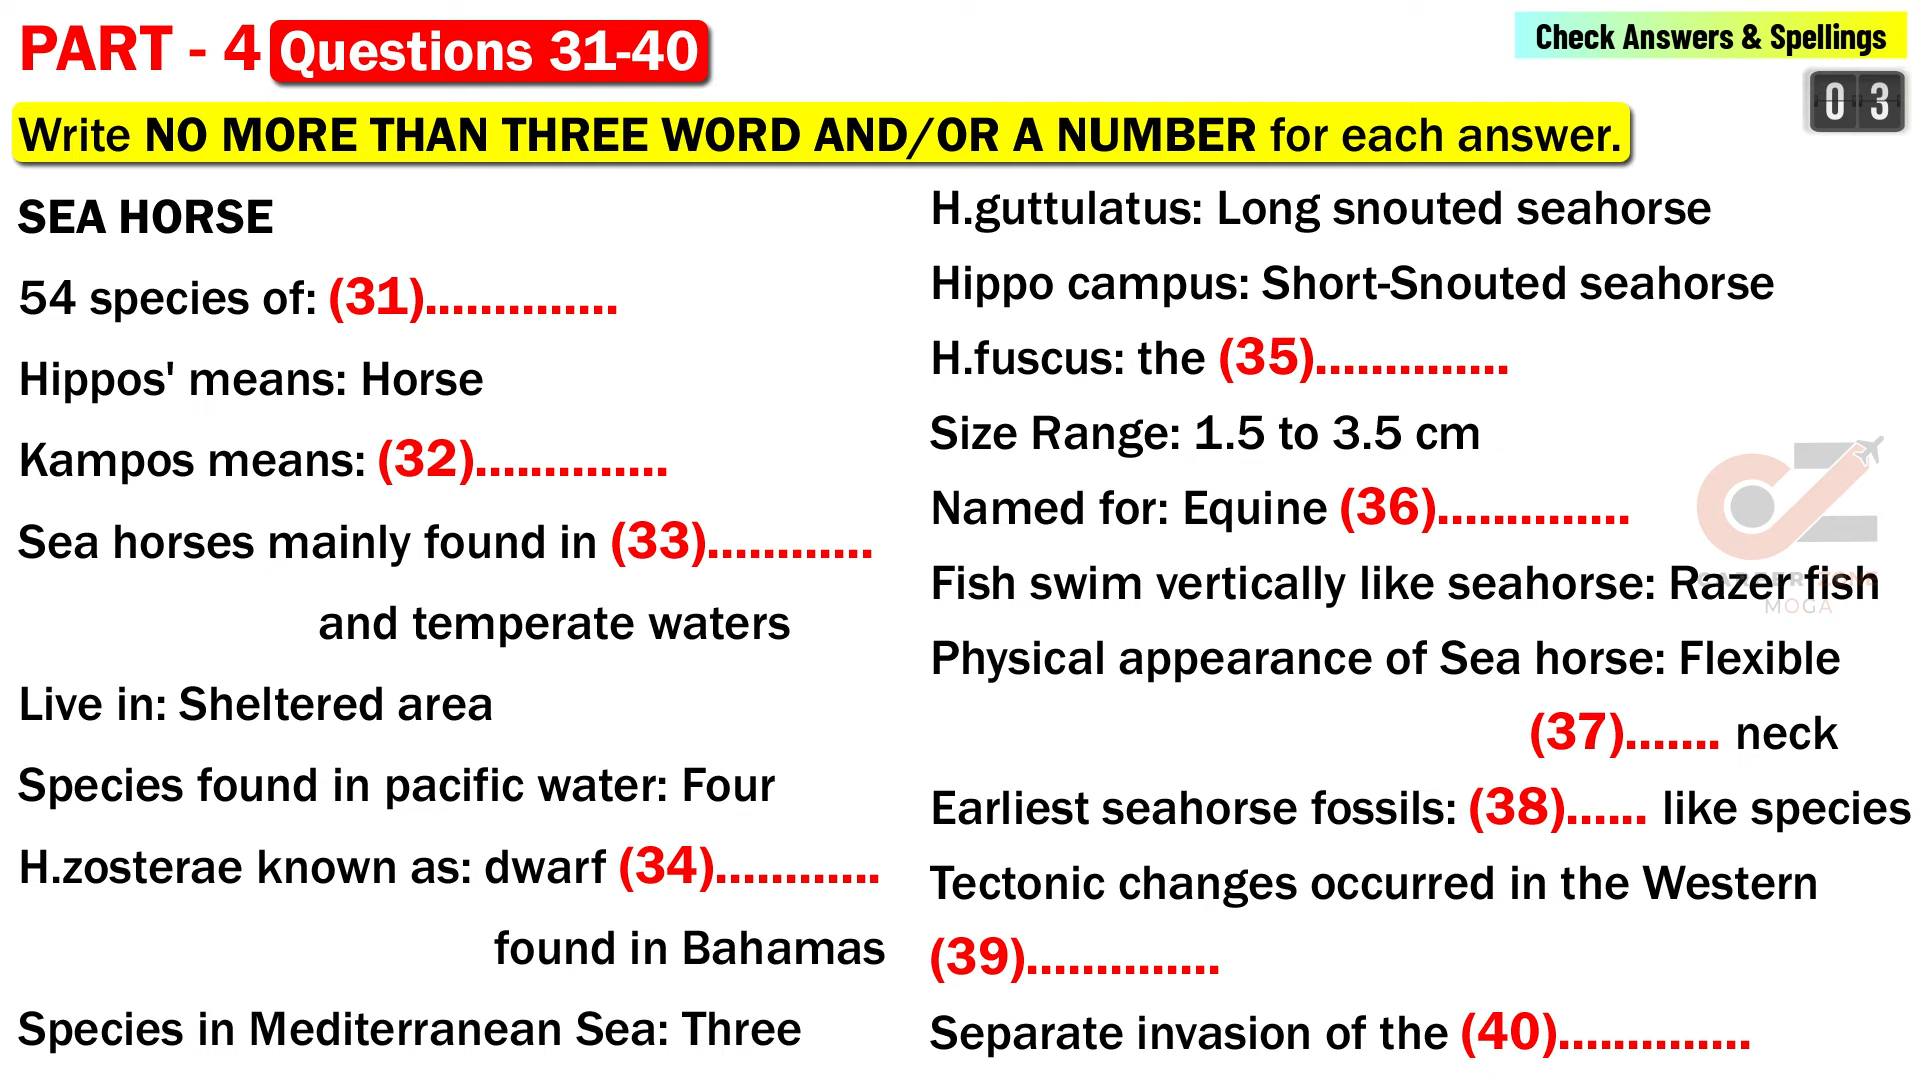 PART - 4 Questions 31-40
Check Answers & Spellings
03
Write NO MORE THAN THREE WORD AND/OR A NUMBER for each answer.
SEA HORSE
54 species of: (31)..............
Hippos' means: Horse
Kampos means: (32)..............
Sea horses mainly found in (33)............
and temperate waters
Live in: Sheltered area
Species found in pacific water: Four
H.zosterae known as: dwarf (34)............
found in Bahamas
Species in Mediterranean Sea: Three
H.guttulatus: Long snouted seahorse
Hippo campus: Short-Snouted seahorse
H.fuscus: the (35)..............
Size Range: 1.5 to 3.5 cm
Named for: Equine (36)..............
Fish swim vertically like seahorse: Razer fish
Physical appearance of Sea horse: Flexible
(37)....... neck
Earliest seahorse fossils: (38)...... like species
Tectonic changes occurred in the Western
(39)..............
Separate invasion of the (40)..............
CAREER ZONE
MOGA